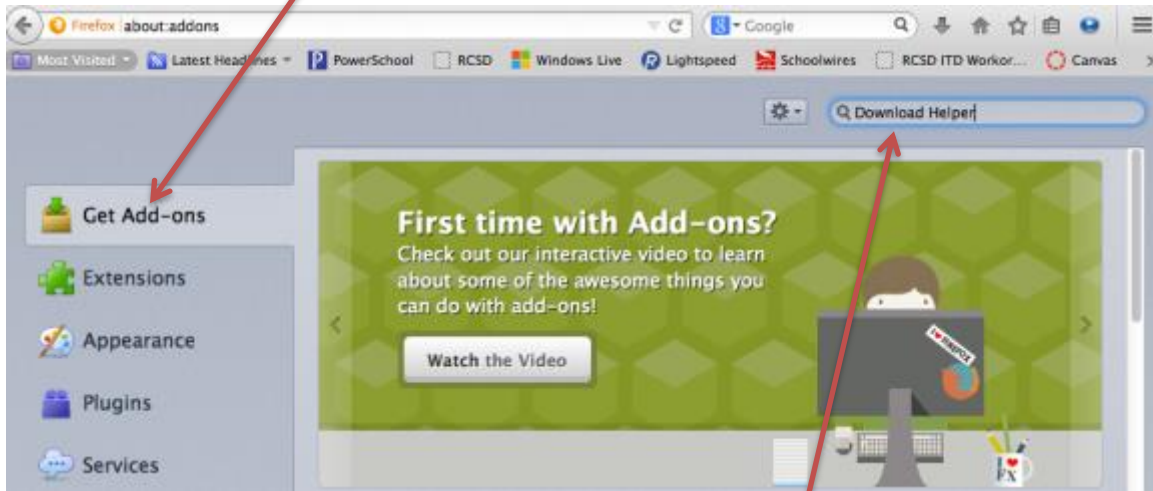 Firefox about:addons Google
Most Visited Latest Headlines PowerSchool RCSD Windows Live Lightspeed Schoolwires RCSD ITD Workor... Canvas
Download Helper
Get Add-ons
Extensions
Appearance
Plugins
Services
First time with Add-ons?
Check out our interactive video to learn
about some of the awesome things you
can do with add-ons!
Watch the Video
I ♥ FIREFOX
FX